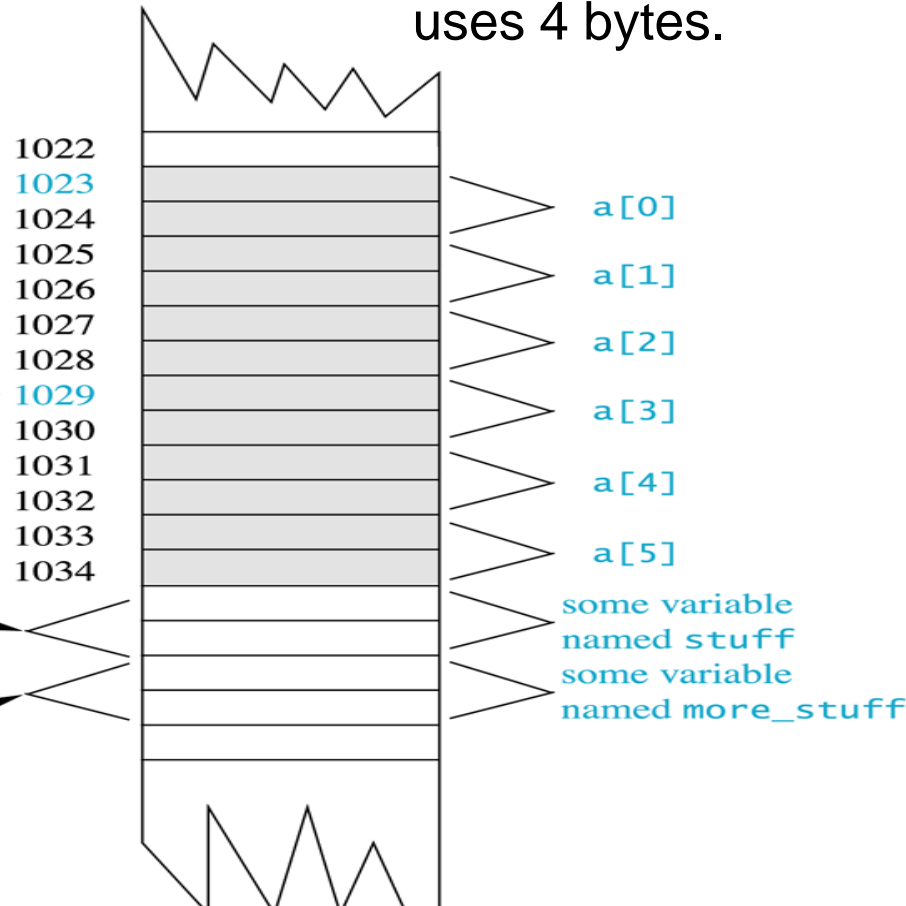 uses 4 bytes.
1022
1023
1024
1025
1026
1027
1028
1029
1030
1031
1032
1033
1034
a[0]
a[1]
a[2]
a[3]
a[4]
a[5]
some variable
named stuff
some variable
named more_stuff